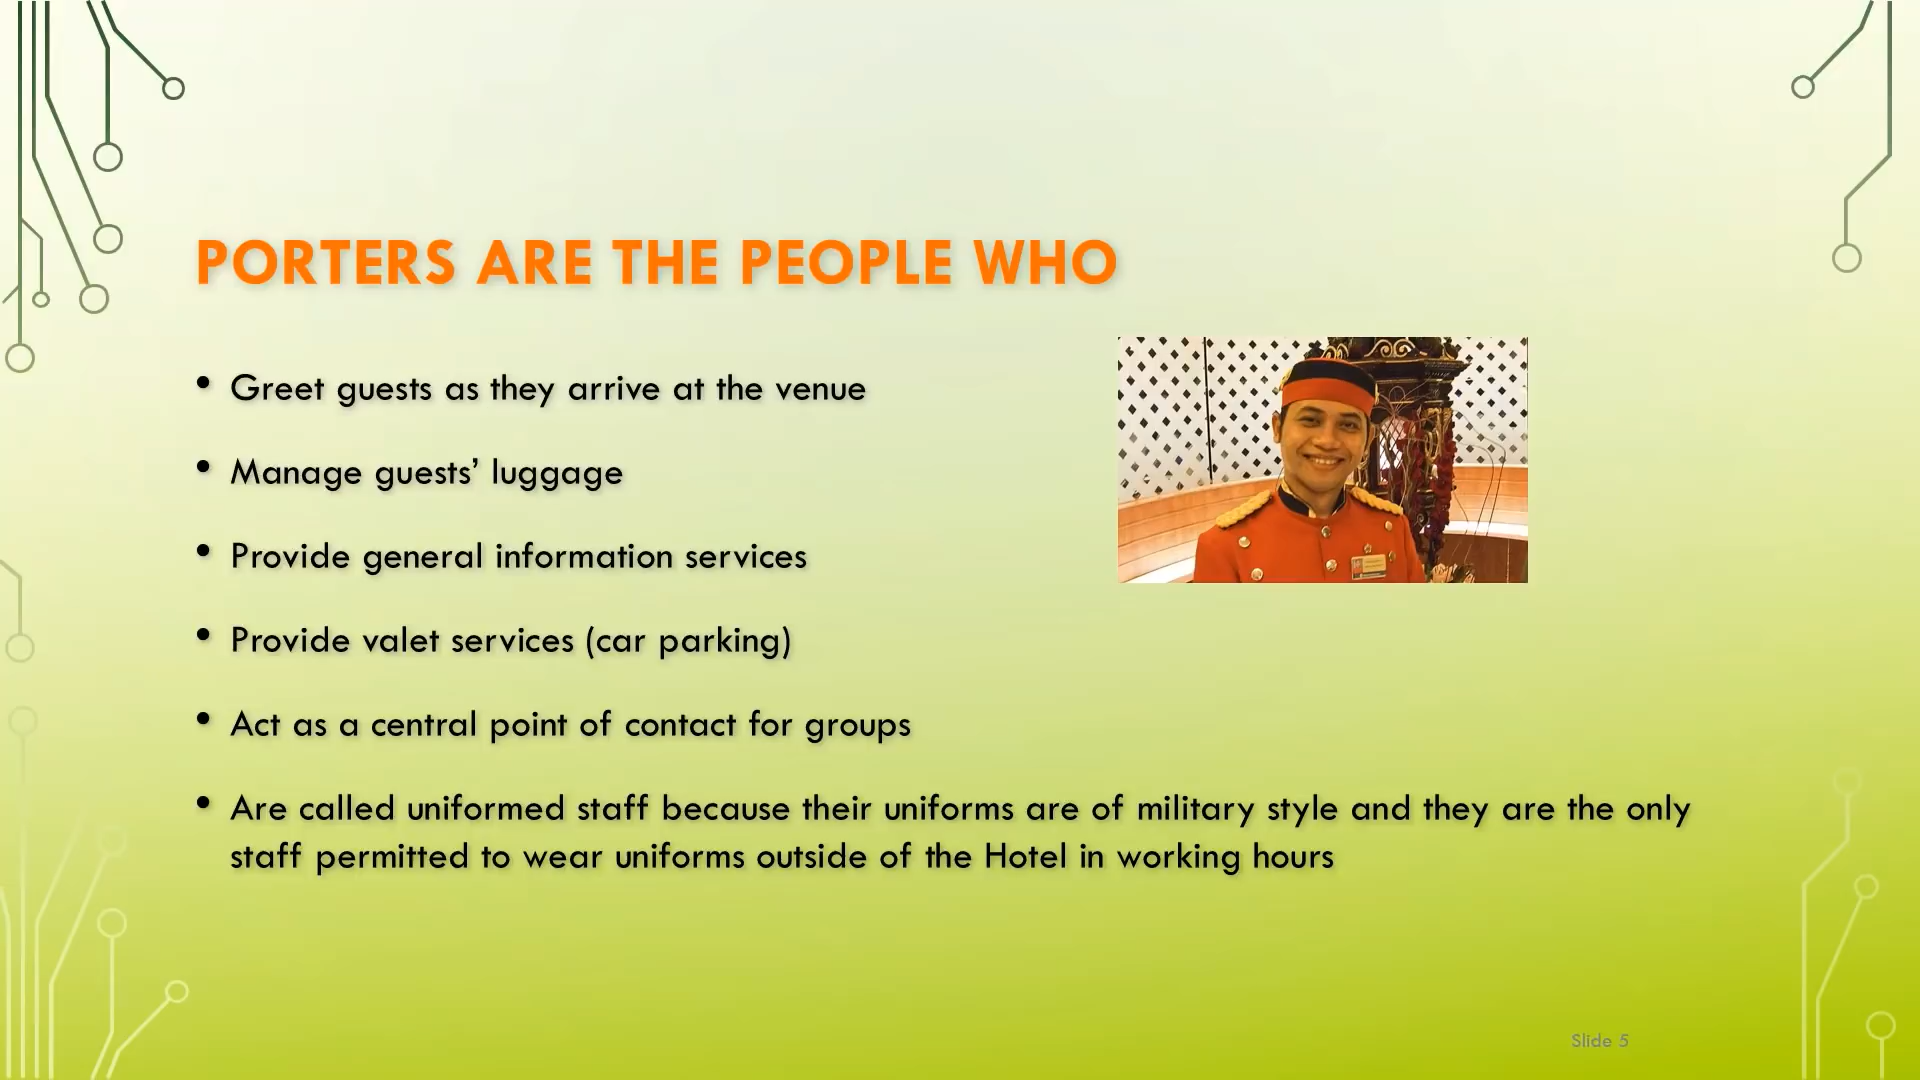 PORTERS ARE THE PEOPLE WHO
• Greet guests as they arrive at the venue
• Manage guests’ luggage
• Provide general information services
• Provide valet services (car parking)
• Act as a central point of contact for groups
• Are called uniformed staff because their uniforms are of military style and they are the only
staff permitted to wear uniforms outside of the Hotel in working hours
Slide 5